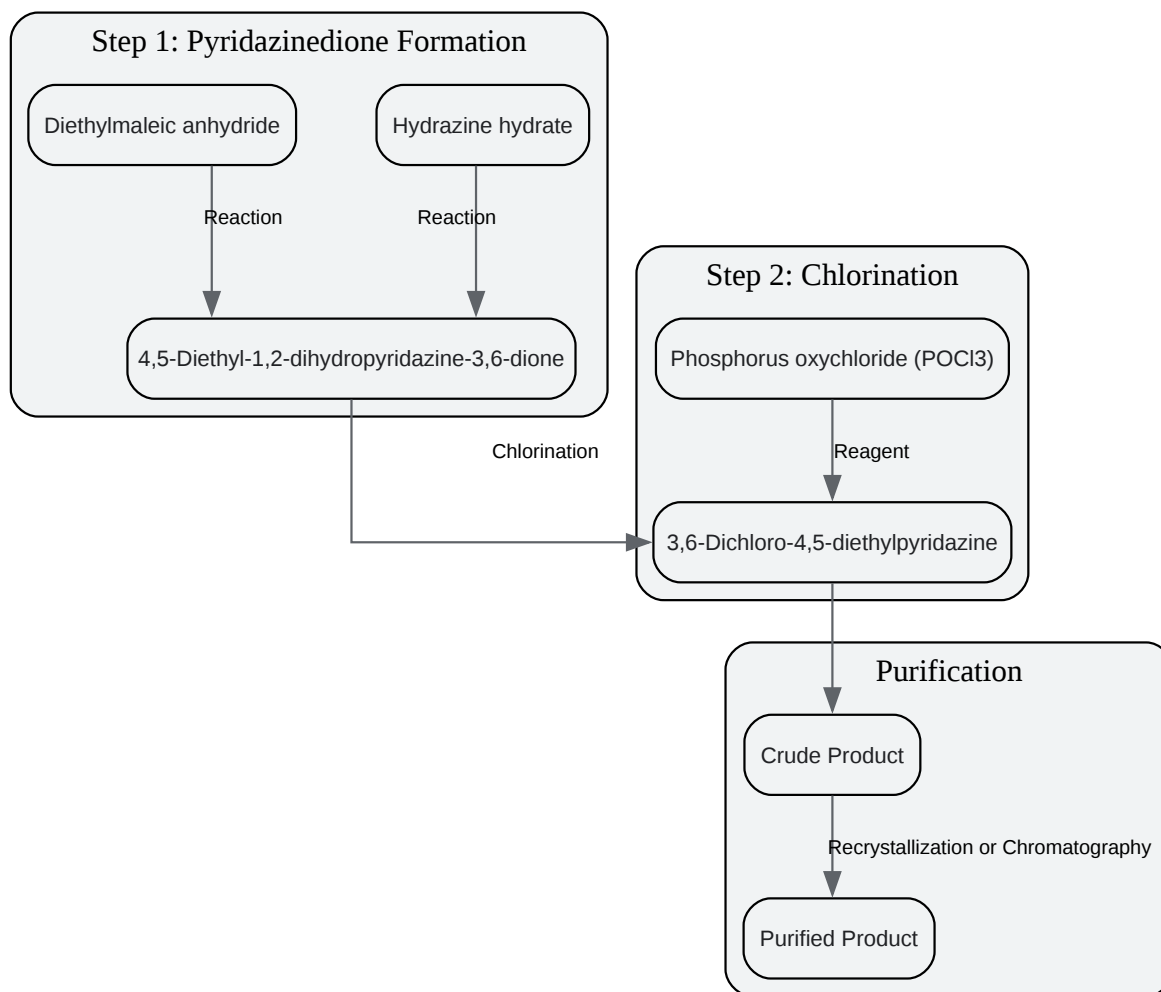 Step 1: Pyridazinedione Formation
Diethylmaleic anhydride
Hydrazine hydrate
Reaction
Reaction
4,5-Diethyl-1,2-dihydropyridazine-3,6-dione
Chlorination
Step 2: Chlorination
Phosphorus oxychloride (POCl3)
Reagent
3,6-Dichloro-4,5-diethylpyridazine
Purification
Crude Product
Recrystallization or Chromatography
Purified Product